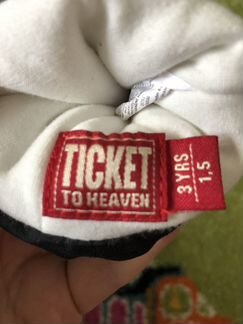 TICKET
TO HEAVEN
3 YRS
1,5